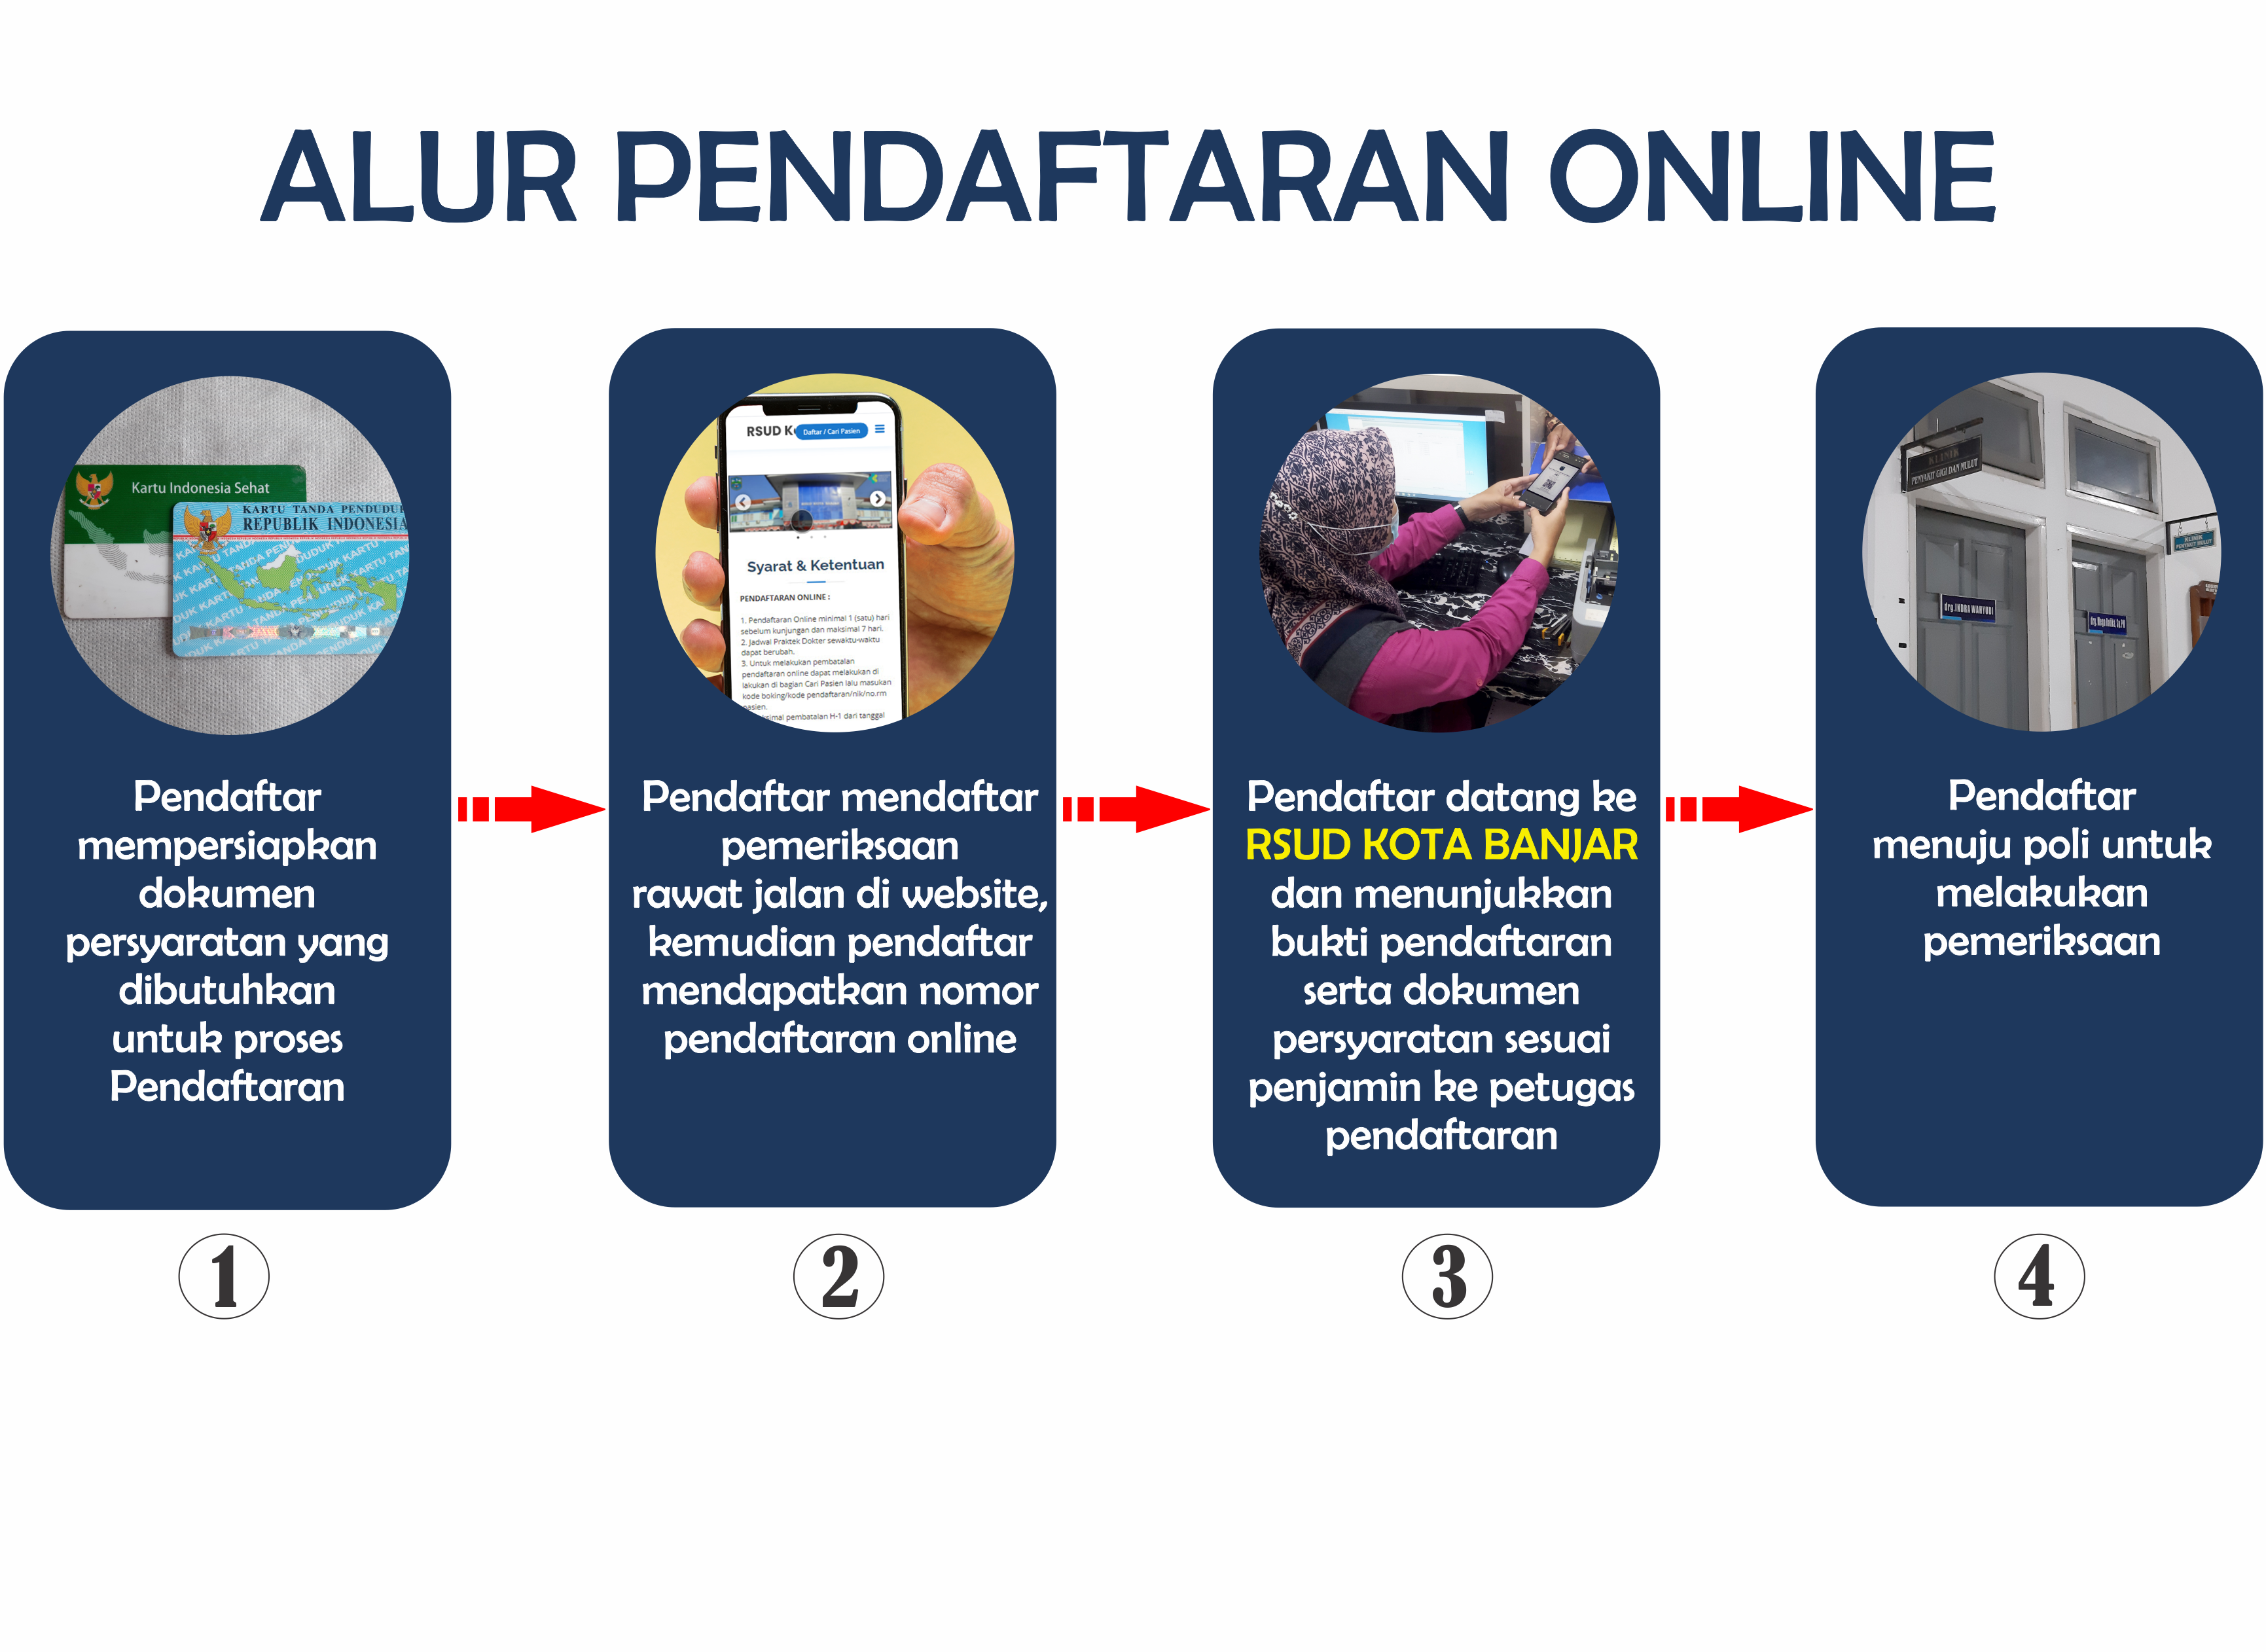 ALUR PENDAFTARAN ONLINE
Kartu Indonesia Sehat
KARTU TANDA PENDUDUK
REPUBLIK INDONESIA
Pendaftar
mempersiapkan
dokumen
persyaratan yang
dibutuhkan
untuk proses
Pendaftaran
1
RSUD K
Daftar / Cari Pasien
Syarat & Ketentuan
PENDAFTARAN ONLINE :
1. Pendaftaran Online minimal 1 (satu) hari
sebelum kunjungan dan maksimal 7 hari.
2. Jadwal Praktek Dokter sewaktu-waktu
dapat berubah.
3. Untuk melakukan pembatalan
pendaftaran online dapat melakukan di
lakukan di bagian Cari Pasien lalu masukan
kode boking/kode pendaftaran/nik/no.rm
pasien.
pembatalan H-1 dari tanggal
Pendaftar mendaftar
pemeriksaan
rawat jalan di website,
kemudian pendaftar
mendapatkan nomor
pendaftaran online
2
Pendaftar datang ke
RSUD KOTA BANJAR
dan menunjukkan
bukti pendaftaran
serta dokumen
persyaratan sesuai
penjamin ke petugas
pendaftaran
3
KLINIK
PENYAKIT GIGI DAN MULUT
KLINIK
PENYAKIT MULUT
drg.INDRA WAHYUDI
Pendaftar
menuju poli untuk
melakukan
pemeriksaan
4